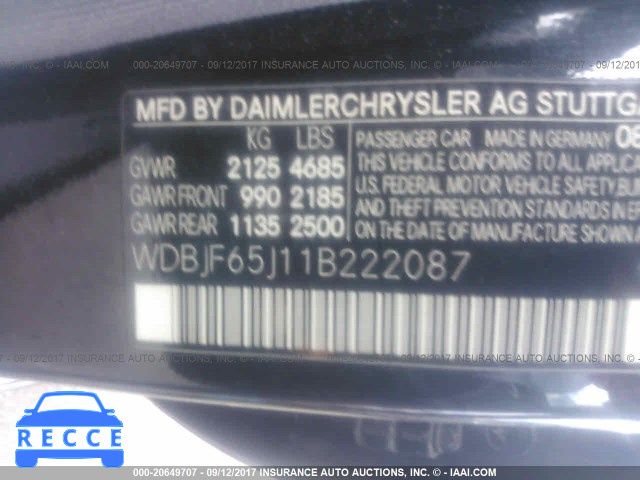 000-20649707 - 09/12/2017 INSURANCE AUTO AUCTIONS, INC. - © IAAI.COM
MFD BY DAIMLERCHRYSLER AG STUTTG
KG LBS
GVWR 2125 4685
GAWR FRONT 990 2185
GAWR REAR 1135 2500
PASSENGER CAR MADE IN GERMANY
THIS VEHICLE CONFORMS TO ALL
U.S. FEDERAL MOTOR VEHICLE SAFETY
AND THEFT PREVENTION STANDARDS IN
EFFECT ON THE DATE OF MANUFACTURE SHOWN
WDBJF65J11B222087
RECCE
000-20649707 - 09/12/2017 INSURANCE AUTO AUCTIONS, INC. - © IAAI.COM